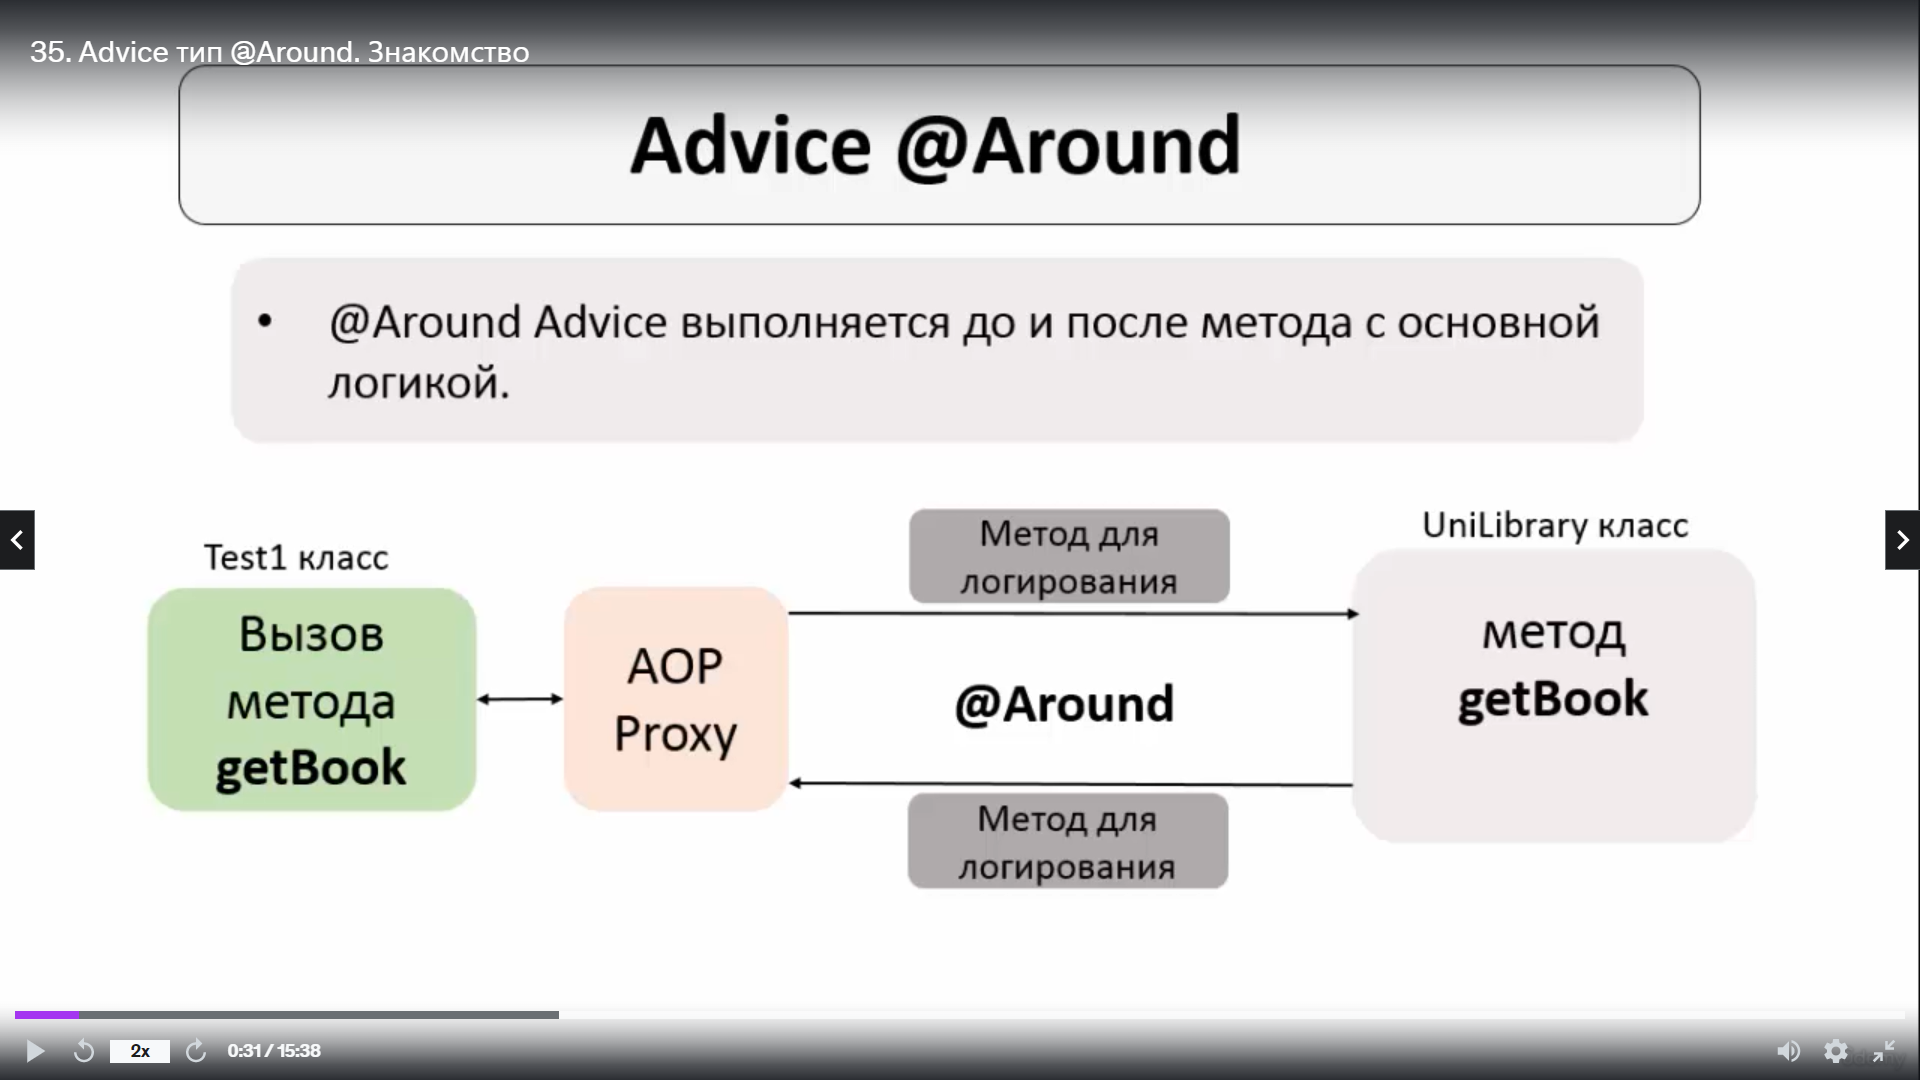 35. Advice тип @Around. Знакомство
Advice @Around
• @Around Advice выполняется до и после метода с основной
логикой.
Test1 класс
Вызов
метода
getBook
AOP
Proxy
Метод для
логирования
@Around
Метод для
логирования
UniLibrary класс
метод
getBook
2x
0:31 / 15:38